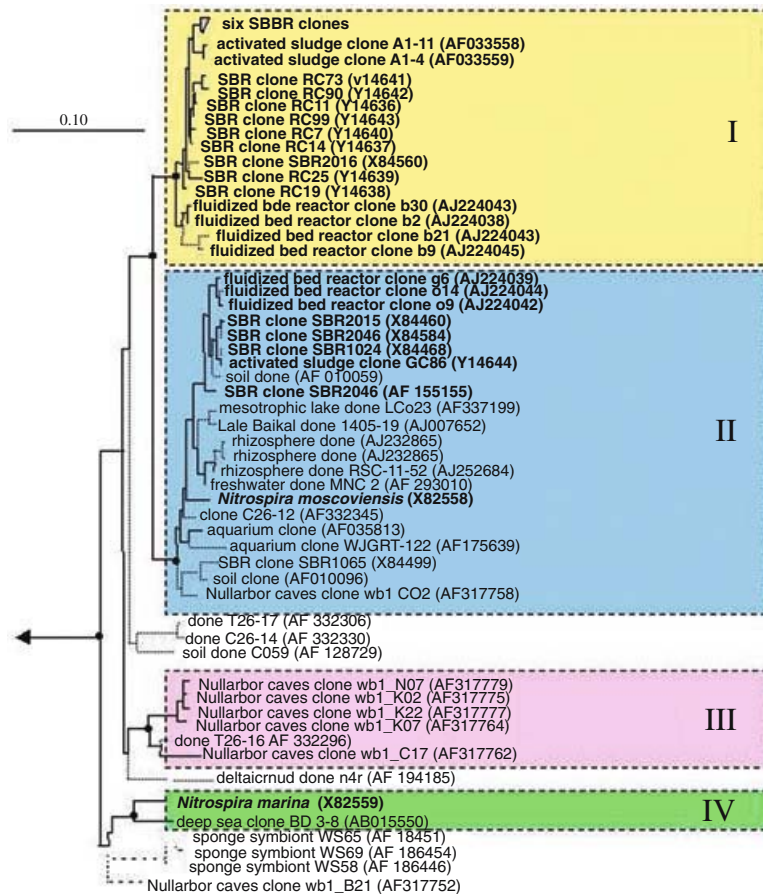 six SBBR clones
activated sludge clone A1-11 (AF033558)
activated sludge clone A1-4 (AF033559)
SBR clone RC73 (v14641)
SBR clone RC90 (Y14642)
SBR clone RC11 (Y14636)
0.10
SBR clone RC99 (Y14643)
SBR clone RC7 (Y14640)
I
SBR clone RC14 (Y14637)
SBR clone SBR2016 (X84560)
SBR clone RC25 (Y14639)
SBR clone RC19 (Y14638)
fluidized bde reactor clone b30 (AJ224043)
fluidized bed reactor clone b2 (AJ224038)
fluidized bed reactor clone b21 (AJ224043)
fluidized bed reactor clone b9 (AJ224045)
fluidized bed reactor clone g6 (AJ224039)
fluidized bed reactor clone o14 (AJ224044)
fluidized bed reactor clone o9 (AJ224042)
SBR clone SBR2015 (X84460)
SBR clone SBR2046 (X84584)
SBR clone SBR1024 (X84468)
activated sludge clone GC86 (Y14644)
soil done (AF 010059)
SBR clone SBR2046 (AF 155155)
mesotrophic lake done LCo23 (AF337199)
Lale Baikal done 1405-19 (AJ007652)
II
rhizosphere done (AJ232865)
rhizosphere done (AJ232865)
rhizosphere done RSC-11-52 (AJ252684)
freshwater done MNC 2 (AF 293010)
Nitrospira moscoviensis (X82558)
clone C26-12 (AF332345)
aquarium clone (AF035813)
aquarium clone WJGRT-122 (AF175639)
SBR clone SBR1065 (X84499)
soil clone (AF010096)
Nullarbor caves clone wb1 CO2 (AF317758)
done T26-17 (AF 332306)
done C26-14 (AF 332330)
soil done C059 (AF 128729)
Nullarbor caves clone wb1_N07 (AF317779)
Nullarbor caves clone wb1_K02 (AF317775)
Nullarbor caves clone wb1_K22 (AF317777)
III
Nullarbor caves clone wb1_K07 (AF317764)
done T26-16 AF 332296)
Nullarbor caves clone wb1_C17 (AF317762)
deltaicrnud done n4r (AF 194185)
Nitrospira marina (X82559)
IV
deep sea clone BD 3-8 (AB015550)
sponge symbiont WS65 (AF 18451)
sponge symbiont WS69 (AF 186454)
sponge symbiont WS58 (AF 186446)
Nullarbor caves clone wb1_B21 (AF317752)